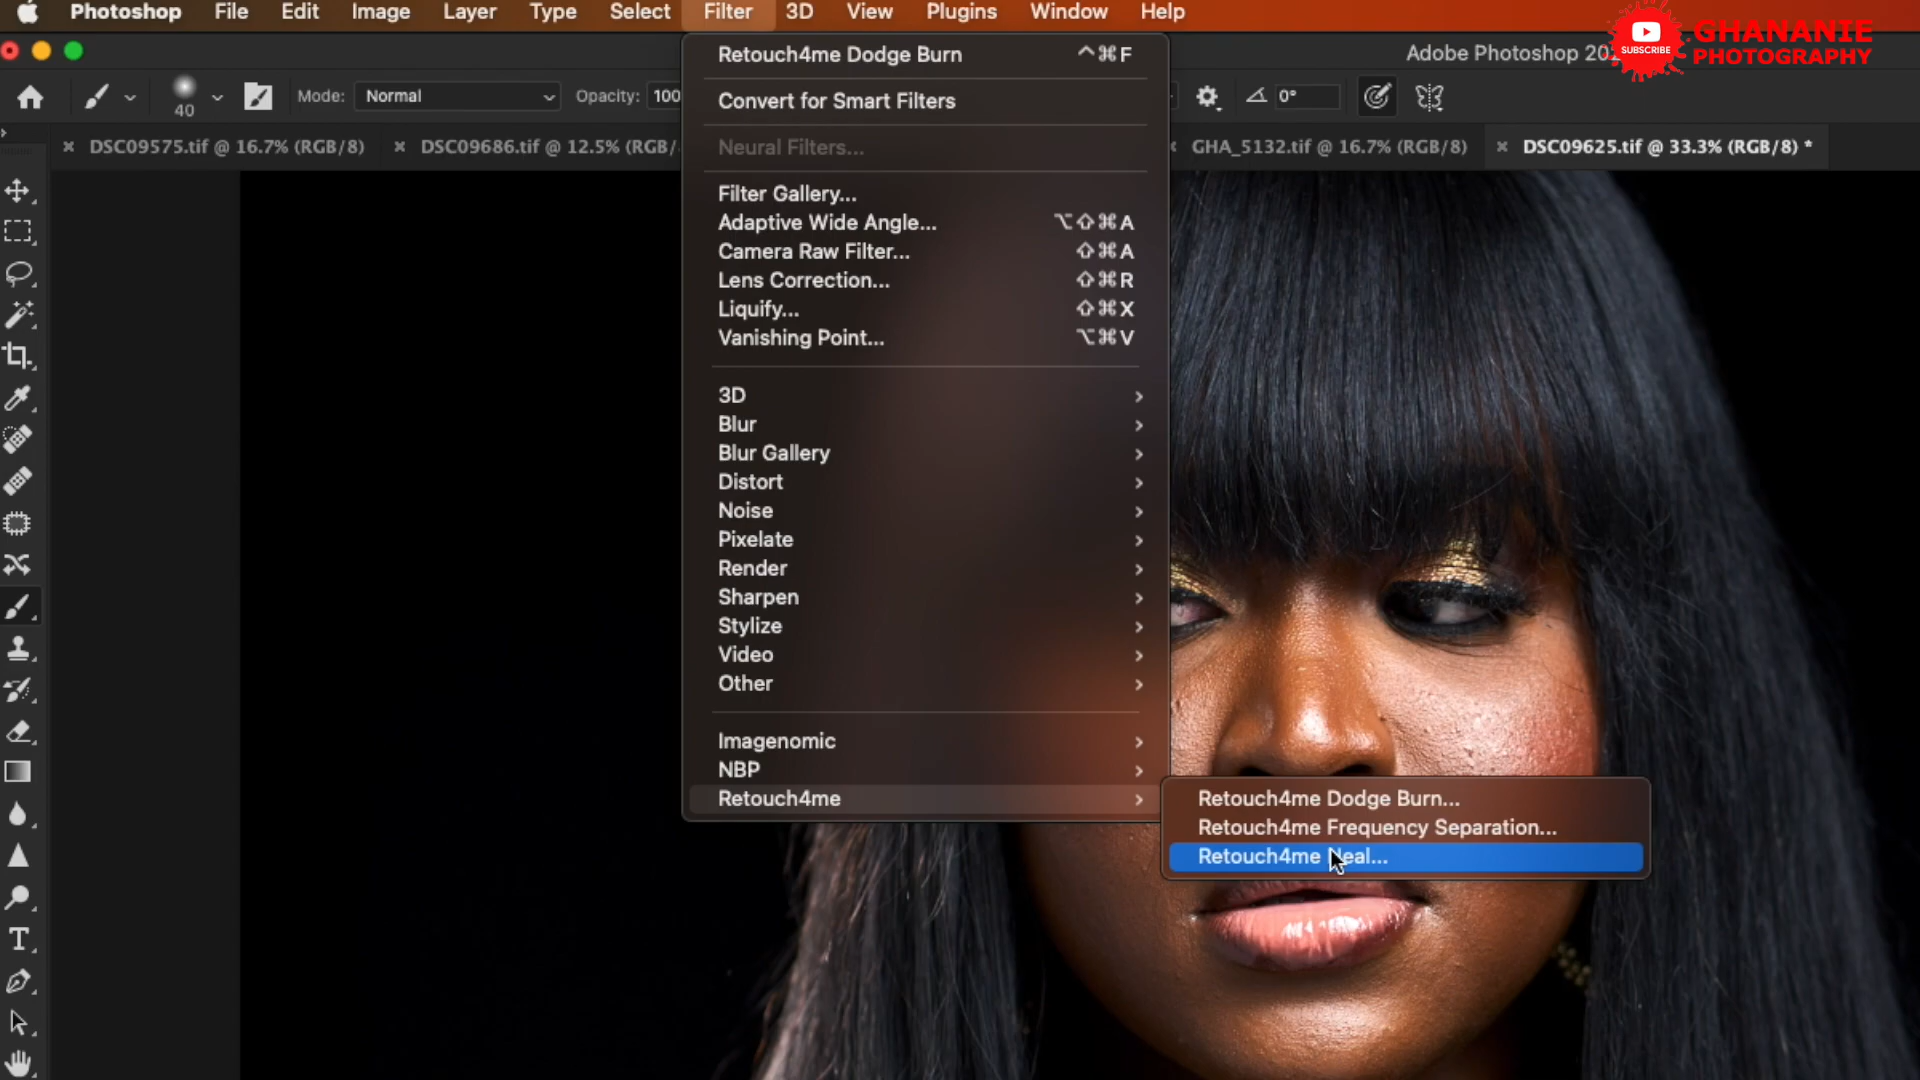 Photoshop File Edit Image Layer Type Select Filter 3D View Plugins Window Help
SUBSCRIBE
GHANANIE
PHOTOGRAPHY
Adobe Photoshop 202
40
Mode: Normal Opacity: 100
0°
DSC09575.tif @ 16.7% (RGB/8)
DSC09686.tif @ 12.5% (RGB/
GHA_5132.tif @ 16.7% (RGB/8)
DSC09625.tif @ 33.3% (RGB/8) *
Retouch4me Dodge Burn ^⌘F
Convert for Smart Filters
Neural Filters...
Filter Gallery...
Adaptive Wide Angle... ⌥⇧⌘A
Camera Raw Filter... ⇧⌘A
Lens Correction... ⇧⌘R
Liquify... ⇧⌘X
Vanishing Point... ⌥⌘V
3D
Blur
Blur Gallery
Distort
Noise
Pixelate
Render
Sharpen
Stylize
Video
Other
Imagenomic
NBP
Retouch4me
Retouch4me Dodge Burn...
Retouch4me Frequency Separation...
Retouch4me Heal...